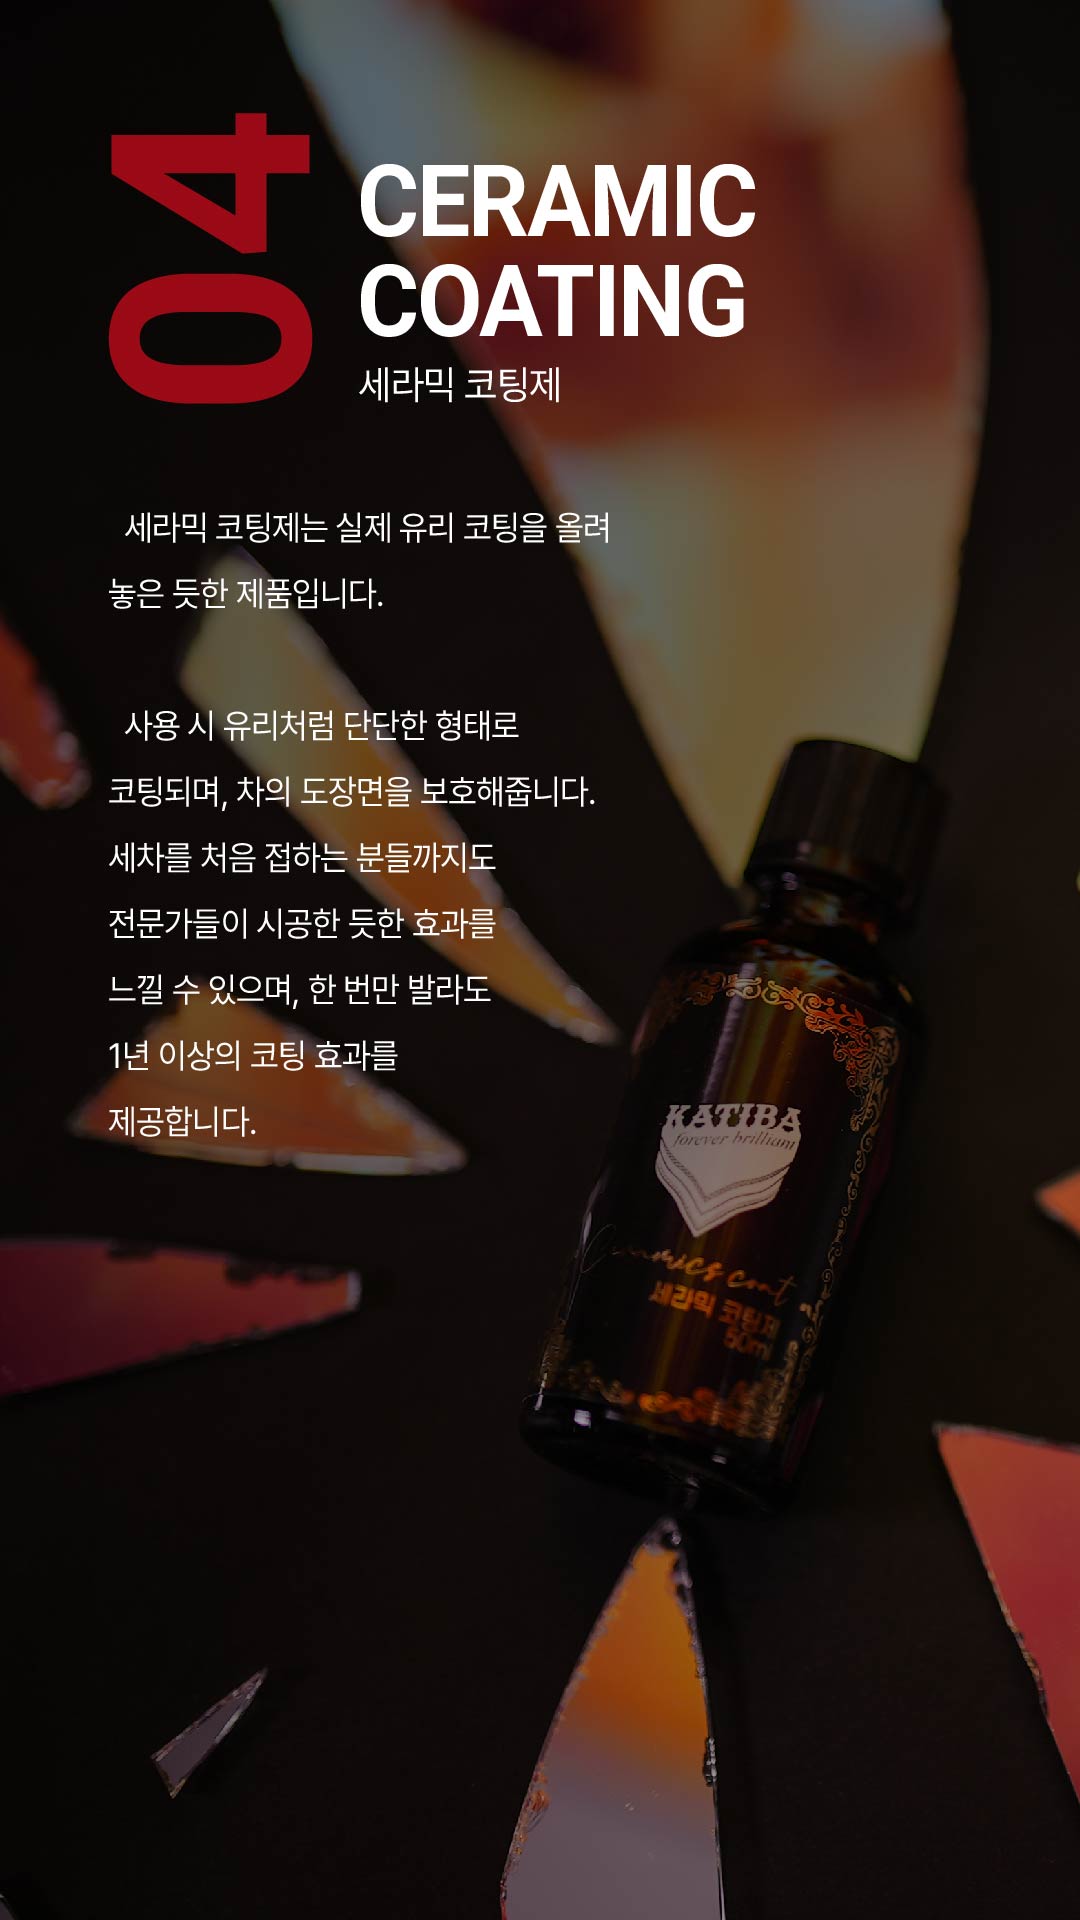 04
CERAMIC
COATING
세라믹 코팅제
세라믹 코팅제는 실제 유리 코팅을 올려
놓은 듯한 제품입니다.
사용 시 유리처럼 단단한 형태로
코팅되며, 차의 도장면을 보호해줍니다.
세차를 처음 접하는 분들까지도
전문가들이 시공한 듯한 효과를
느낄 수 있으며, 한 번만 발라도
1년 이상의 코팅 효과를
제공합니다.
KATIBA
forever brilliant
coat
세라믹 코팅제
50ml